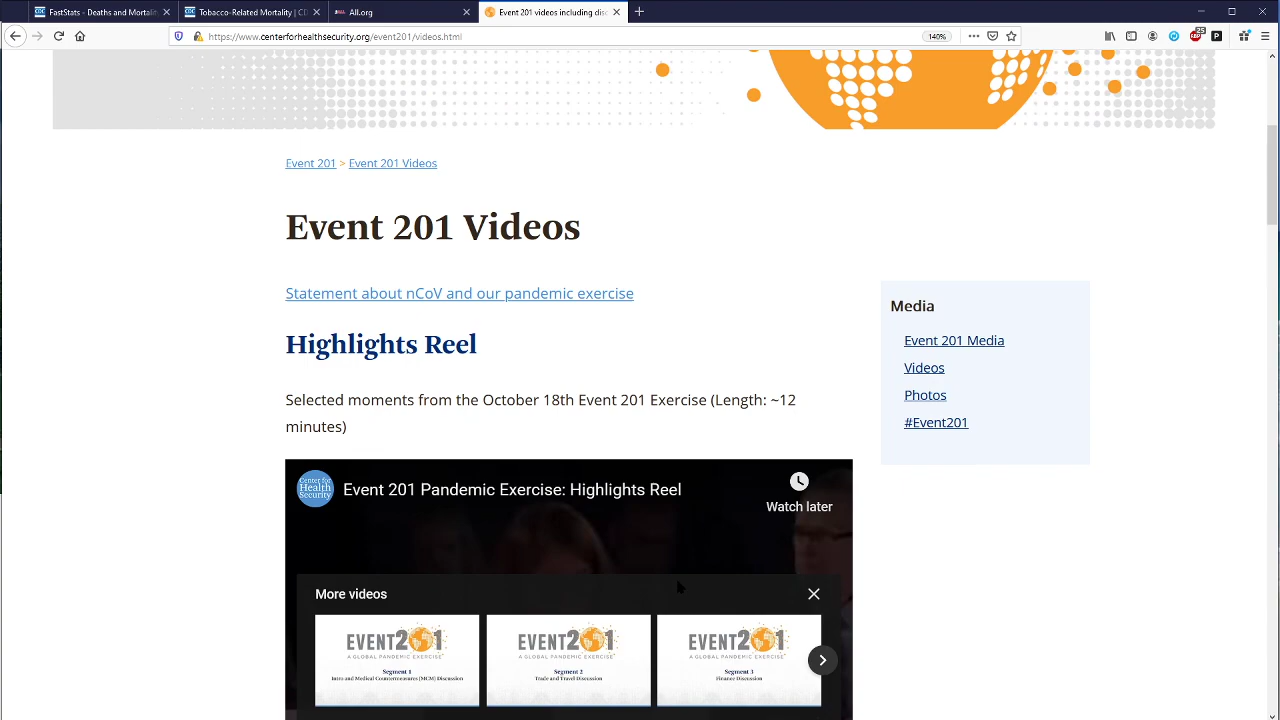 FastStats - Deaths and Mortali
Tobacco-Related Mortality | CD
All.org
Event 201 videos including dis
https://www.centerforhealthsecurity.org/event201/videos.html
140%
25
ABP
P
Event 201 > Event 201 Videos
Event 201 Videos
Statement about nCoV and our pandemic exercise
Highlights Reel
Selected moments from the October 18th Event 201 Exercise (Length: ~12
minutes)
Media
Event 201 Media
Videos
Photos
#Event201
Center for
Health
Security
Event 201 Pandemic Exercise: Highlights Reel
Watch later
More videos
EVENT201
A GLOBAL PANDEMIC EXERCISE
Segment 1
Intro and Medical Countermeasures (MCM) Discussion
EVENT201
A GLOBAL PANDEMIC EXERCISE
Segment 2
Trade and Travel Discussion
EVENT201
A GLOBAL PANDEMIC EXERCISE
Segment 3
Finance Discussion